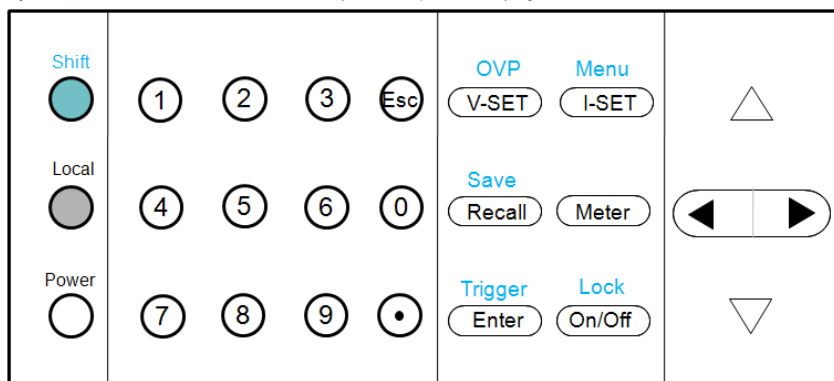 Shift
OVP Menu
1 2 3 Esc V-SET I-SET
Local
Save
4 5 6 0 Recall Meter
Power
Trigger Lock
7 8 9 • Enter On/Off